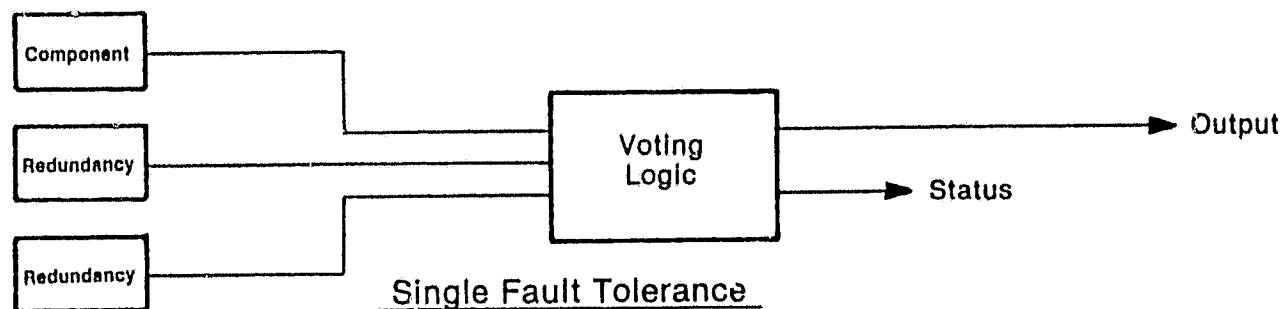 Component
Redundancy
Redundancy
Voting
Logic
Output
Status
Single Fault Tolerance